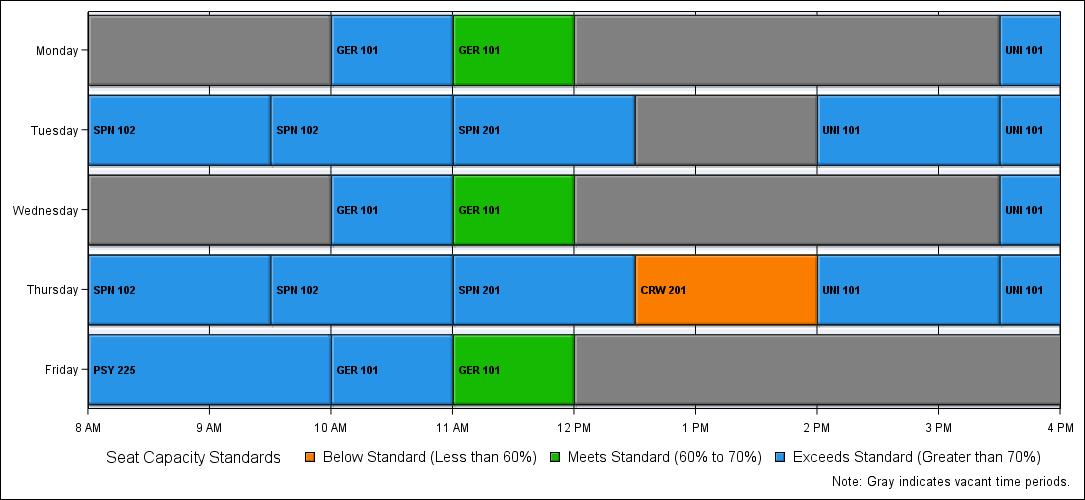 Monday GER 101 GER 101 UNI 101
Tuesday SPN 102 SPN 102 SPN 201 UNI 101 UNI 101
Wednesday GER 101 GER 101 UNI 101
Thursday SPN 102 SPN 102 SPN 201 CRW 201 UNI 101 UNI 101
Friday PSY 225 GER 101 GER 101
8 AM 9 AM 10 AM 11 AM 12 PM 1 PM 2 PM 3 PM 4 PM
Seat Capacity Standards Below Standard (Less than 60%) Meets Standard (60% to 70%) Exceeds Standard (Greater than 70%)
Note: Gray indicates vacant time periods.